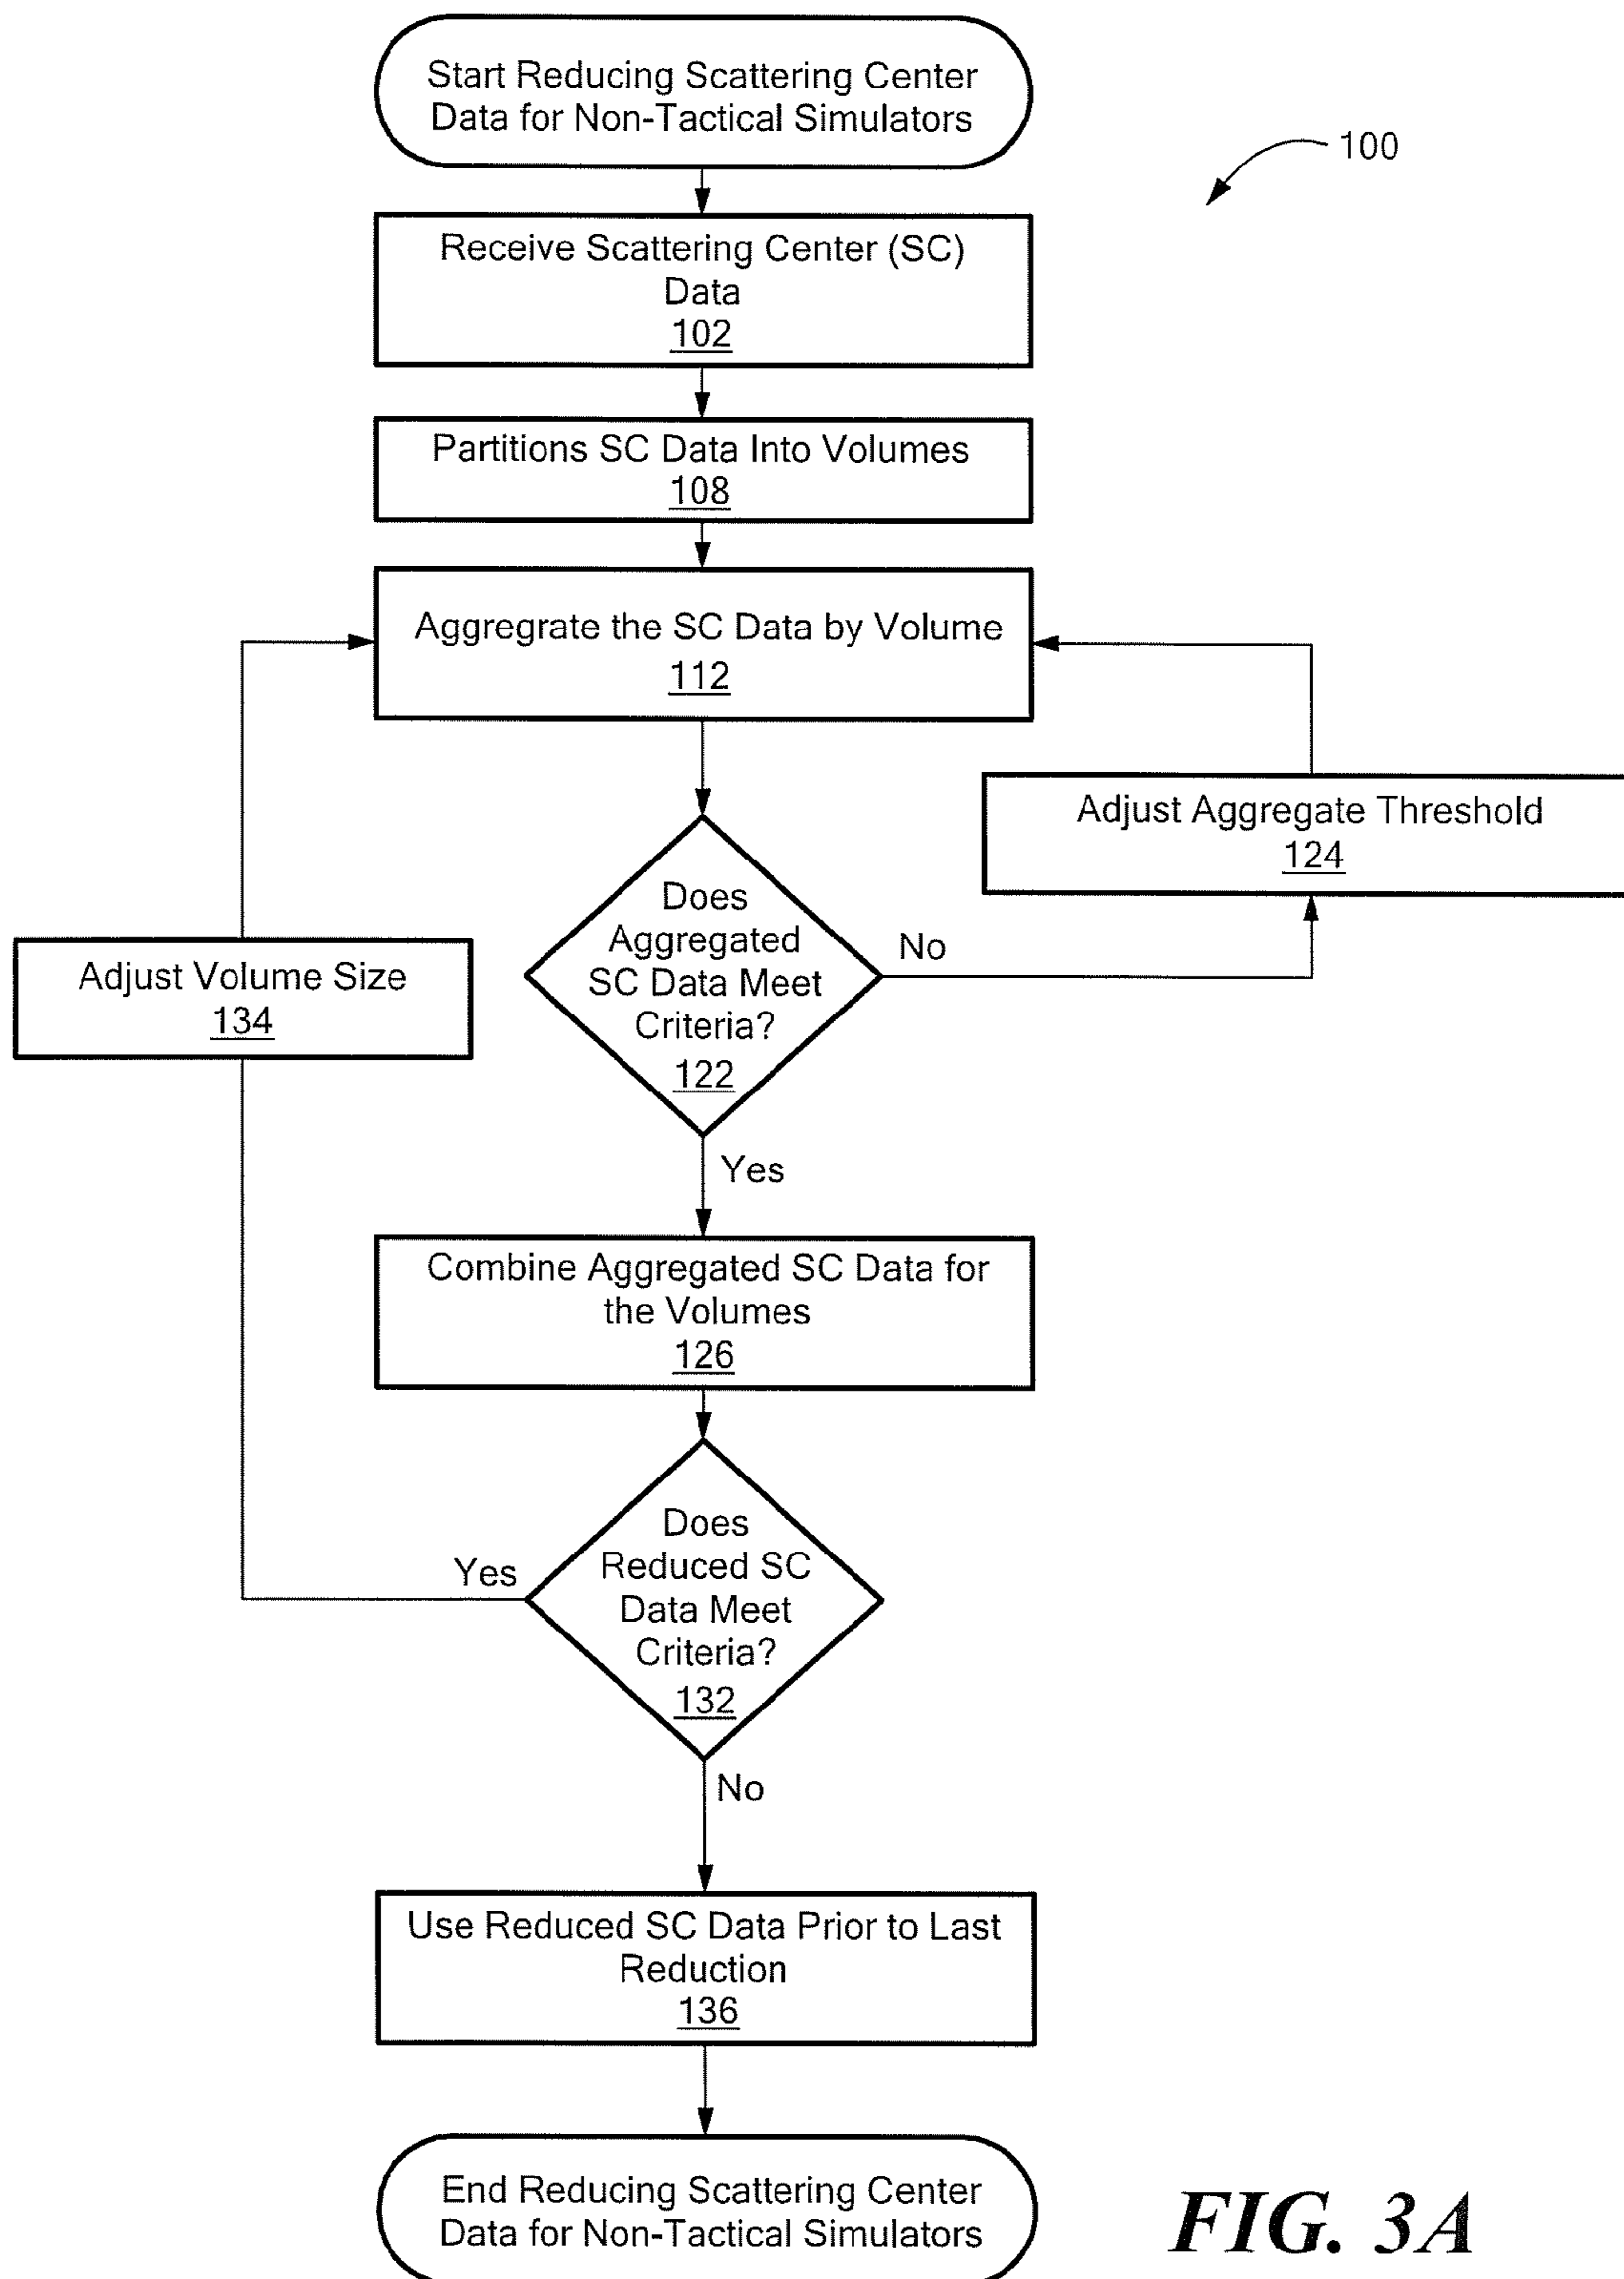 Start Reducing Scattering Center
Data for Non-Tactical Simulators
100
Receive Scattering Center (SC)
Data
102
Partitions SC Data Into Volumes
108
Aggregrate the SC Data by Volume
112
Adjust Aggregate Threshold
124
Does
Aggregated
SC Data Meet
Criteria?
122
No
Adjust Volume Size
134
Yes
Combine Aggregated SC Data for
the Volumes
126
Does
Reduced SC
Data Meet
Criteria?
132
Yes
No
Use Reduced SC Data Prior to Last
Reduction
136
End Reducing Scattering Center
Data for Non-Tactical Simulators
FIG. 3A